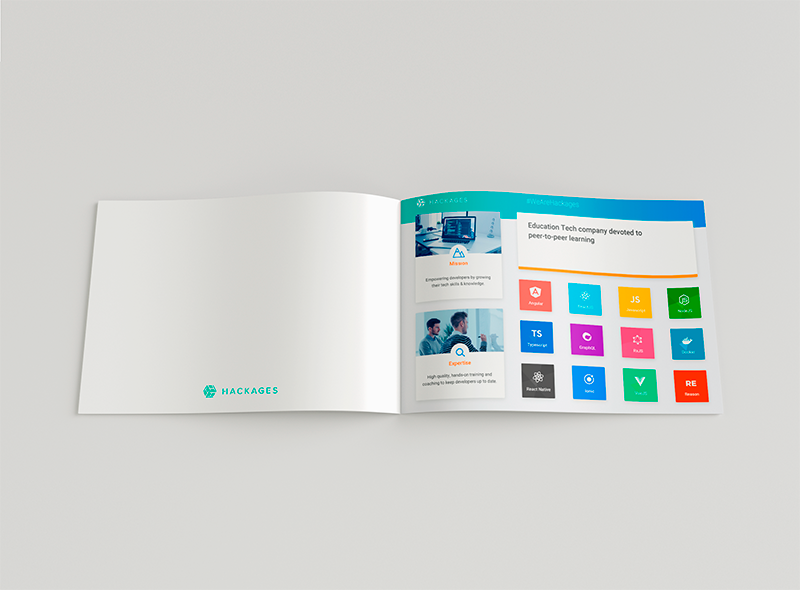 HACKAGES
HACKAGES
#WeAreHackages
Mission
Empowering developers by growing
their tech skills & knowledge.
Expertise
High-quality, hands-on training and
coaching to keep developers up to date
Education Tech company devoted to
peer-to-peer learning
Angular
JS
Node.JS
TS
Typescript
GraphQL
RxJS
Docker
React Native
Ionic
Vue.JS
RE
Reason